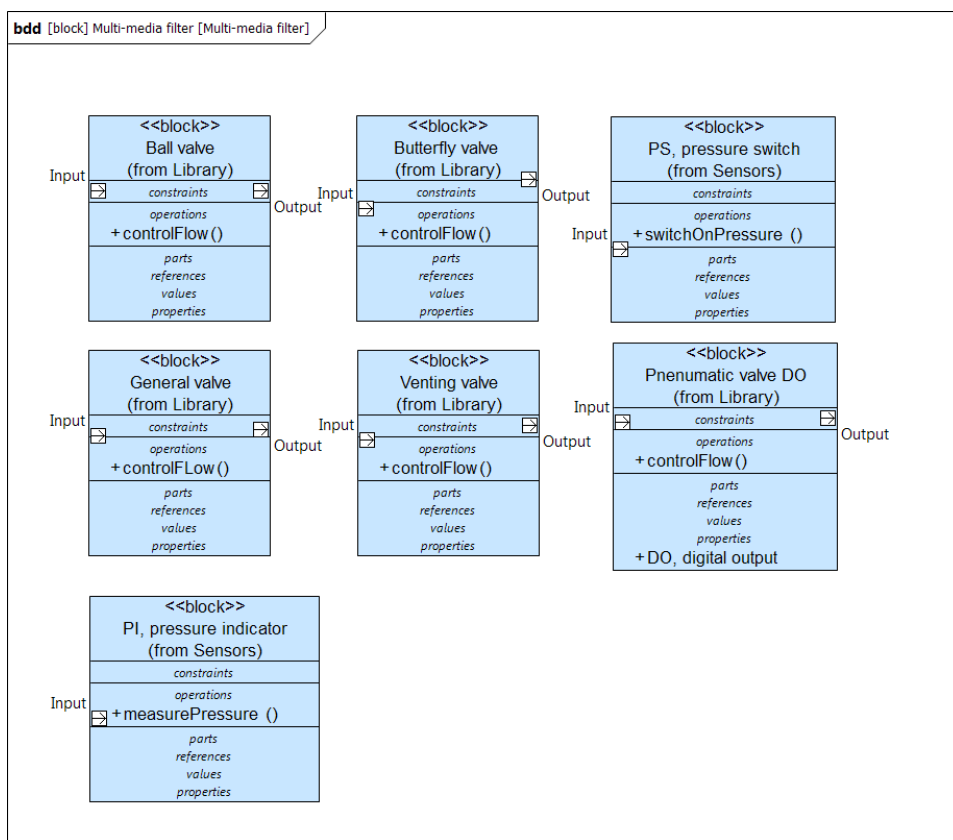 bdd [block] Multi-media filter [Multi-media filter]
<<block>>
Ball valve
(from Library)
Input
constraints
Output
operations
+controlFlow()
parts
references
values
properties
<<block>>
Butterfly valve
(from Library)
Input
constraints
Output
operations
+controlFlow()
parts
references
values
properties
<<block>>
PS, pressure switch
(from Sensors)
constraints
operations
Input
+switchOnPressure ()
parts
references
values
properties
<<block>>
General valve
(from Library)
Input
constraints
Output
operations
+controlFLow()
parts
references
values
properties
<<block>>
Venting valve
(from Library)
Input
constraints
Output
operations
+controlFlow()
parts
references
values
properties
<<block>>
Pnenumatic valve DO
(from Library)
Input
constraints
Output
operations
+controlFlow()
parts
references
values
properties
+DO, digital output
<<block>>
PI, pressure indicator
(from Sensors)
constraints
operations
Input
+measurePressure ()
parts
references
values
properties